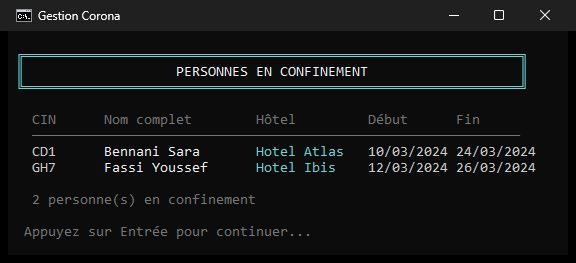 Gestion Corona
PERSONNES EN CONFINEMENT
CIN Nom complet Hôtel Début Fin
CD1 Bennani Sara Hotel Atlas 10/03/2024 24/03/2024
GH7 Fassi Youssef Hotel Ibis 12/03/2024 26/03/2024
2 personne(s) en confinement
Appuyez sur Entrée pour continuer...